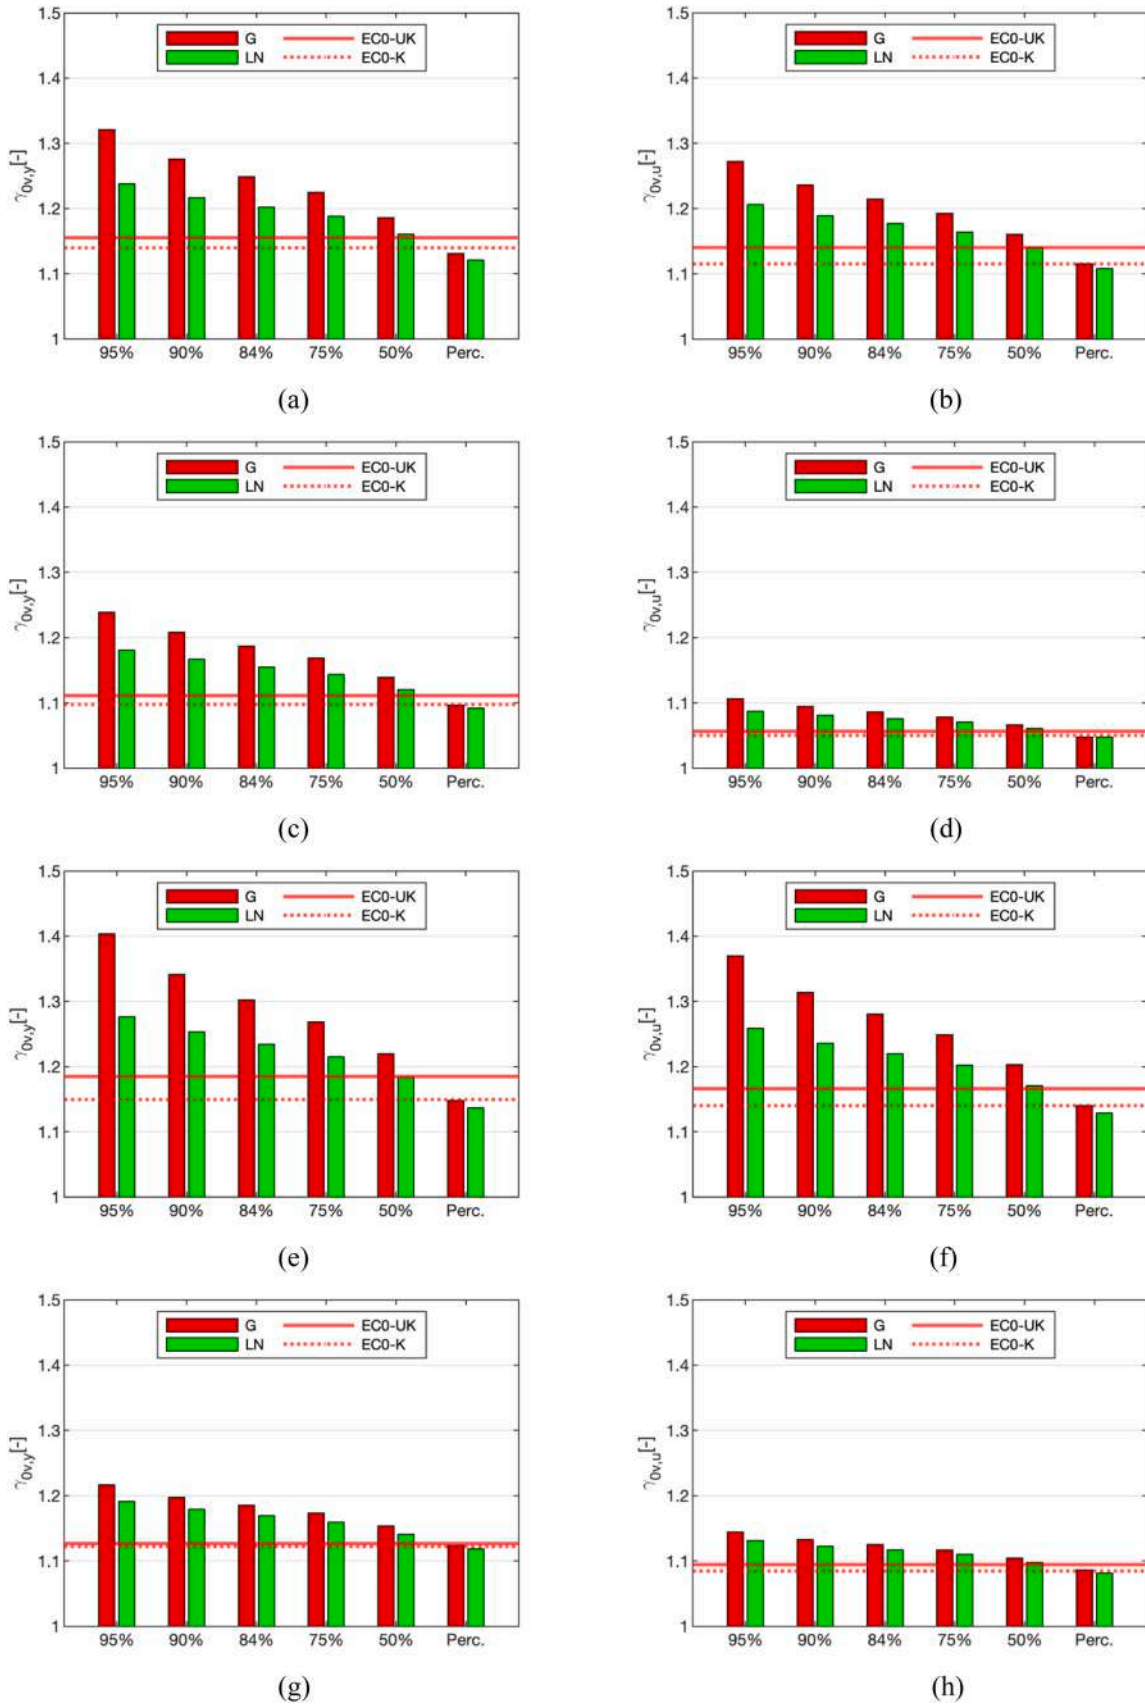 1.5
G EC0-UK
LN EC0-K
1.4
1.3
γ0v,y[-]
1.2
1.1
1
95% 90% 84% 75% 50% Perc.
(a)
1.5
G EC0-UK
LN EC0-K
1.4
1.3
γ0v,u[-]
1.2
1.1
1
95% 90% 84% 75% 50% Perc.
(b)
1.5
G EC0-UK
LN EC0-K
1.4
1.3
γ0v,y[-]
1.2
1.1
1
95% 90% 84% 75% 50% Perc.
(c)
1.5
G EC0-UK
LN EC0-K
1.4
1.3
γ0v,u[-]
1.2
1.1
1
95% 90% 84% 75% 50% Perc.
(d)
1.5
G EC0-UK
LN EC0-K
1.4
1.3
γ0v,y[-]
1.2
1.1
1
95% 90% 84% 75% 50% Perc.
(e)
1.5
G EC0-UK
LN EC0-K
1.4
1.3
γ0v,u[-]
1.2
1.1
1
95% 90% 84% 75% 50% Perc.
(f)
1.5
G EC0-UK
LN EC0-K
1.4
1.3
γ0v,y[-]
1.2
1.1
1
95% 90% 84% 75% 50% Perc.
(g)
1.5
G EC0-UK
LN EC0-K
1.4
1.3
γ0v,u[-]
1.2
1.1
1
95% 90% 84% 75% 50% Perc.
(h)